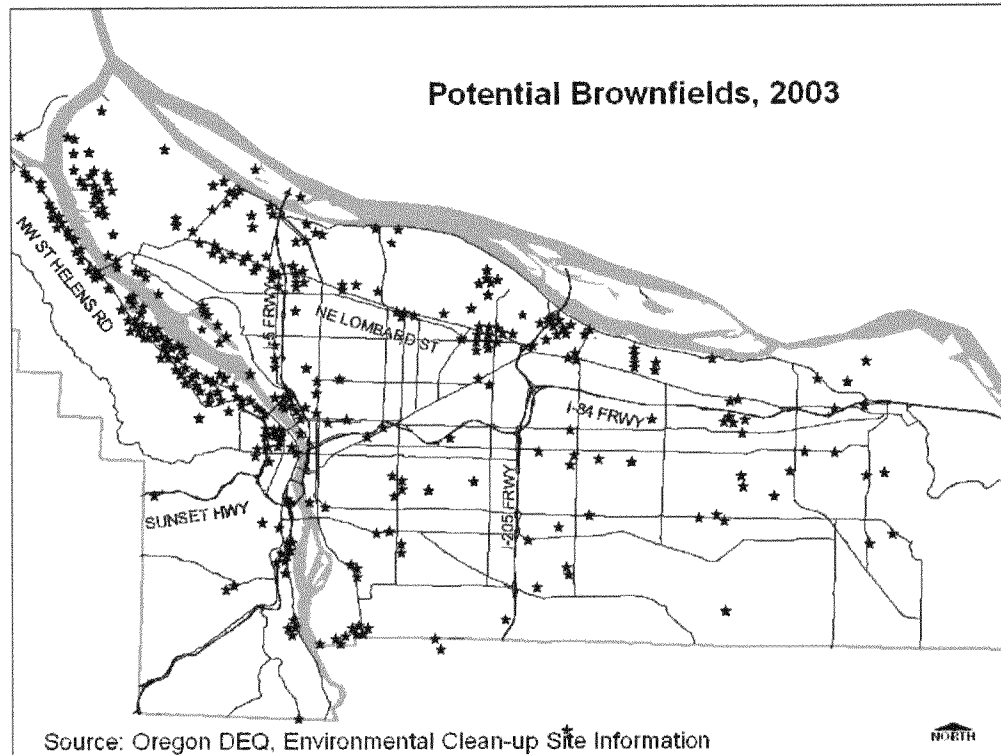 Potential Brownfields, 2003
NW ST HELENS RD
I-5 FRWY
NE LOMBARD ST
I-84 FRWY
I-205 FRWY
SUNSET HWY
Source: Oregon DEQ, Environmental Clean-up Site Information
NORTH